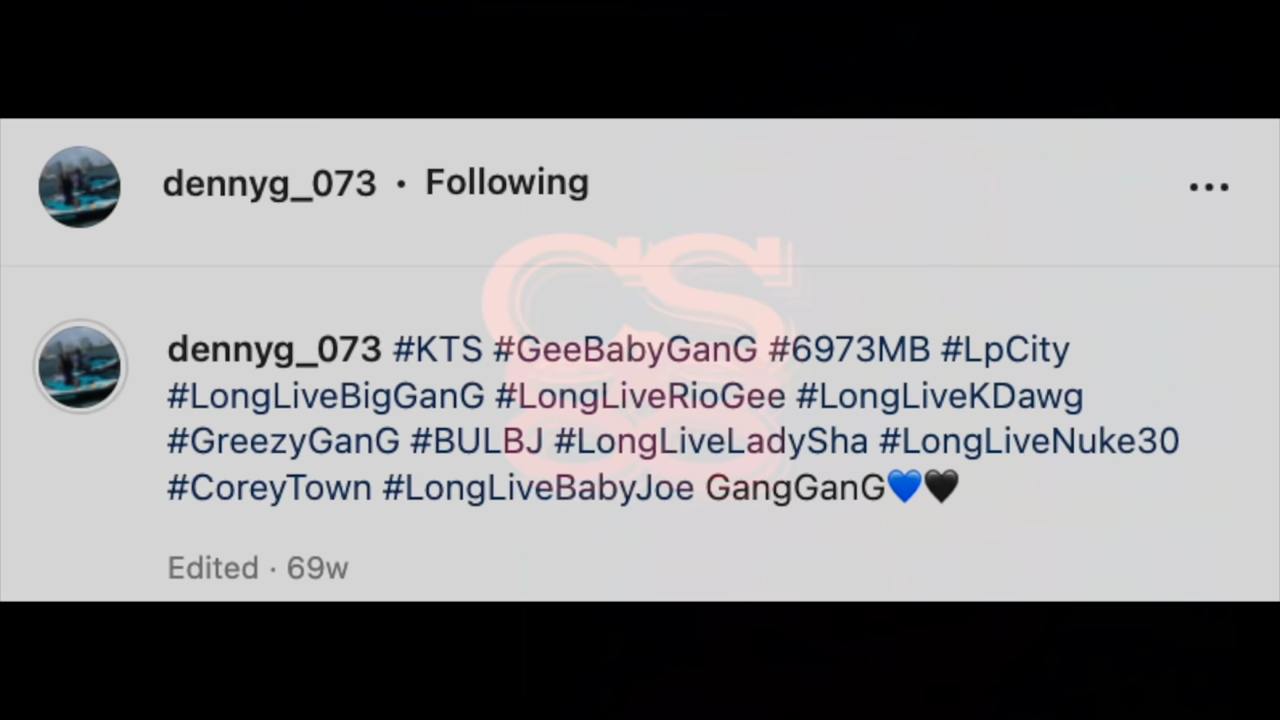 dennyg_073 • Following
dennyg_073 #KTS #GeeBabyGanG #6973MB #LpCity
#LongLiveBigGanG #LongLiveRioGee #LongLiveKDawg
#GreezyGanG #BULBJ #LongLiveLadySha #LongLiveNuke30
#CoreyTown #LongLiveBabyJoe GangGanG💙🖤
Edited · 69w